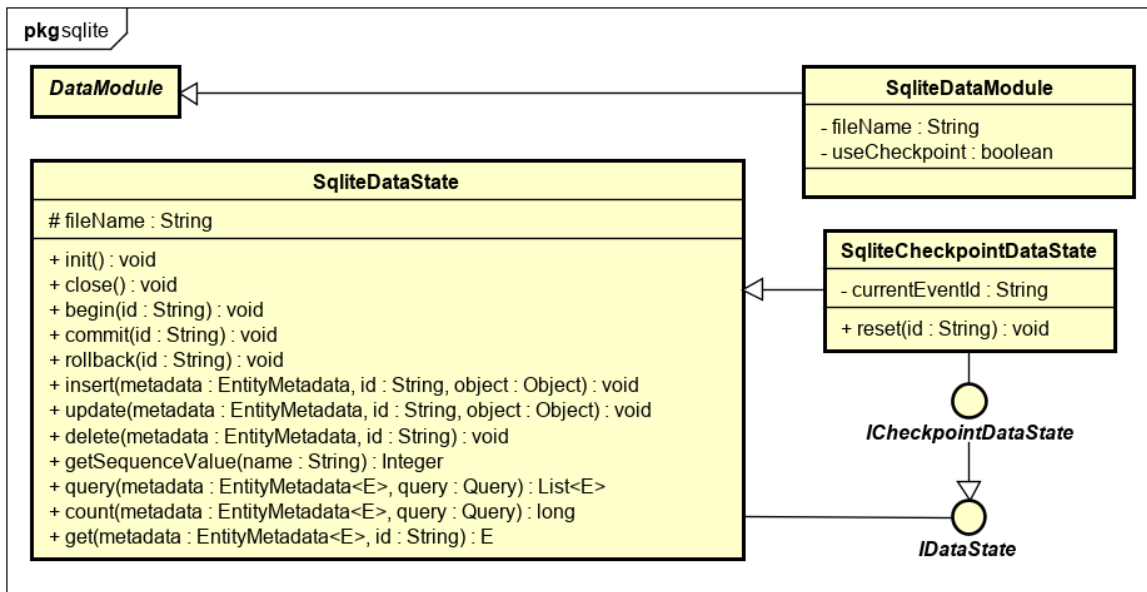 pkg sqlite
DataModule
SqliteDataModule
- fileName : String
- useCheckpoint : boolean
SqliteDataState
# fileName : String
+ init() : void
+ close() : void
+ begin(id : String) : void
+ commit(id : String) : void
+ rollback(id : String) : void
+ insert(metadata : EntityMetadata, id : String, object : Object) : void
+ update(metadata : EntityMetadata, id : String, object : Object) : void
+ delete(metadata : EntityMetadata, id : String) : void
+ getSequenceValue(name : String) : Integer
+ query(metadata : EntityMetadata<E>, query : Query) : List<E>
+ count(metadata : EntityMetadata<E>, query : Query) : long
+ get(metadata : EntityMetadata<E>, id : String) : E
SqliteCheckpointDataState
- currentEventId : String
+ reset(id : String) : void
ICheckpointDataState
IDataState